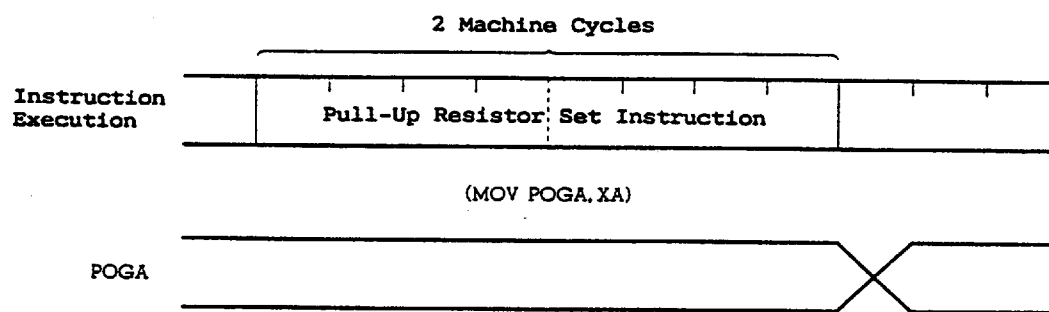 2 Machine Cycles
Instruction
Execution
Pull-Up Resistor Set Instruction
(MOV POGA, XA)
POGA